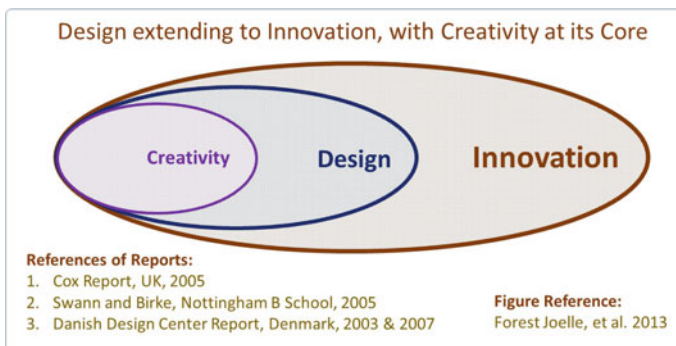 Design extending to Innovation, with Creativity at its Core
Creativity
Design
Innovation
References of Reports:
1. Cox Report, UK, 2005
2. Swann and Birke, Nottingham B School, 2005
3. Danish Design Center Report, Denmark, 2003 & 2007
Figure Reference:
Forest Joelle, et al. 2013